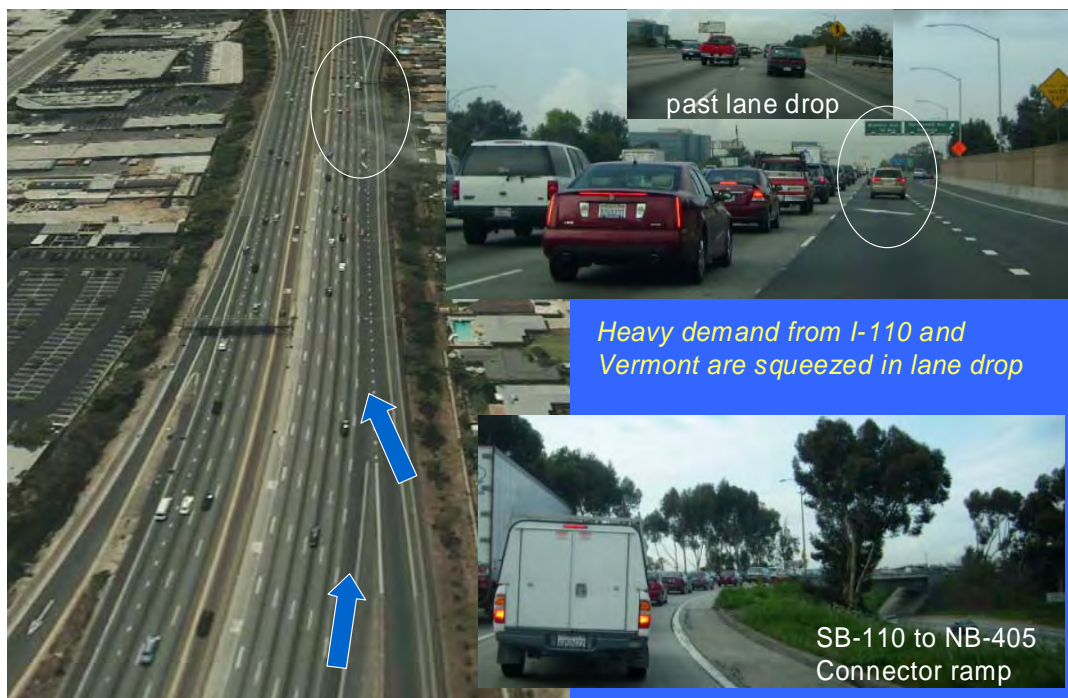 past lane drop
Heavy demand from I-110 and
Vermont are squeezed in lane drop
SB-110 to NB-405
Connector ramp